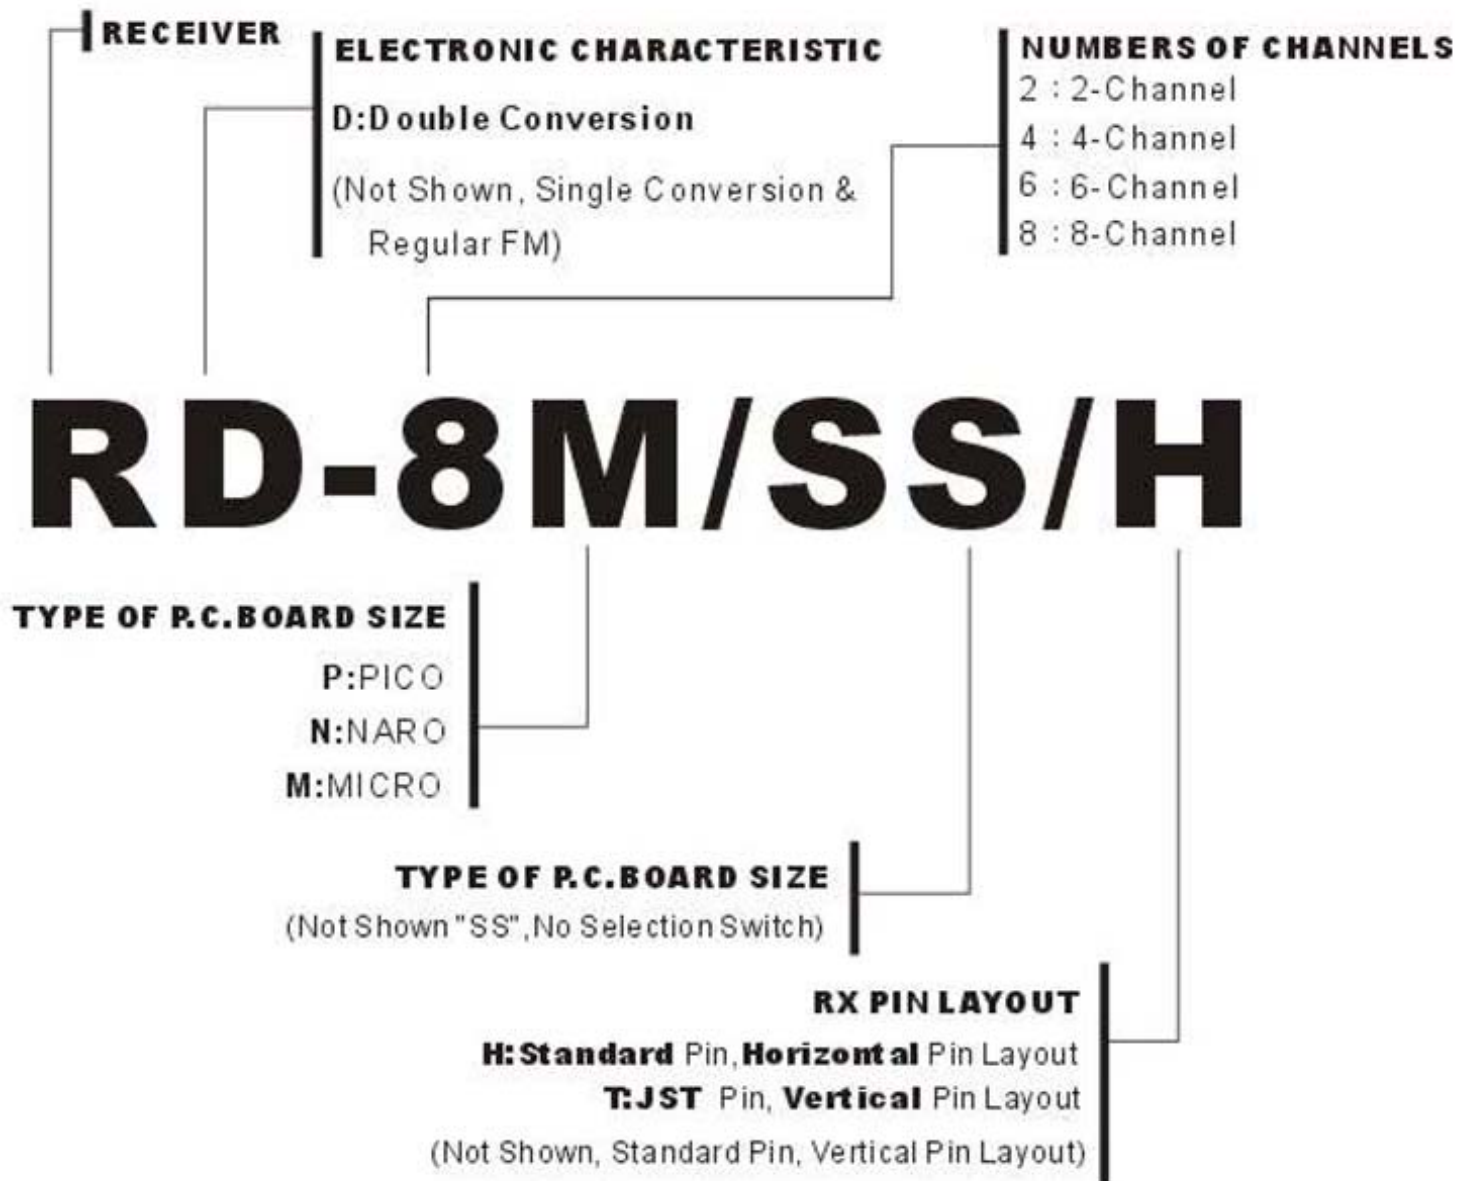 RECEIVER
ELECTRONIC CHARACTERISTIC
D:Double Conversion
(Not Shown, Single Conversion &
Regular FM)
NUMBERS OF CHANNELS
2 : 2-Channel
4 : 4-Channel
6 : 6-Channel
8 : 8-Channel
RD-8M/SS/H
TYPE OF P.C.BOARD SIZE
P:PICO
N:NARO
M:MICRO
TYPE OF P.C.BOARD SIZE
(Not Shown "SS",No Selection Switch)
RX PIN LAYOUT
H:Standard Pin,Horizontal Pin Layout
T:JST Pin, Vertical Pin Layout
(Not Shown, Standard Pin, Vertical Pin Layout)